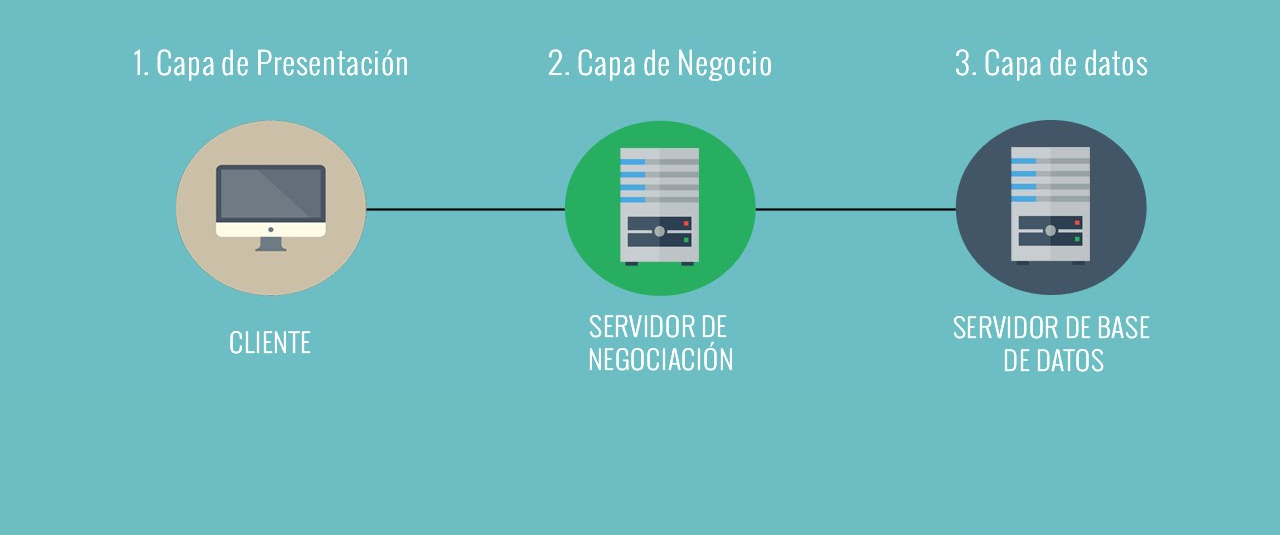 1. Capa de Presentación
2. Capa de Negocio
3. Capa de datos
CLIENTE
SERVIDOR DE
NEGOCIACIÓN
SERVIDOR DE BASE
DE DATOS